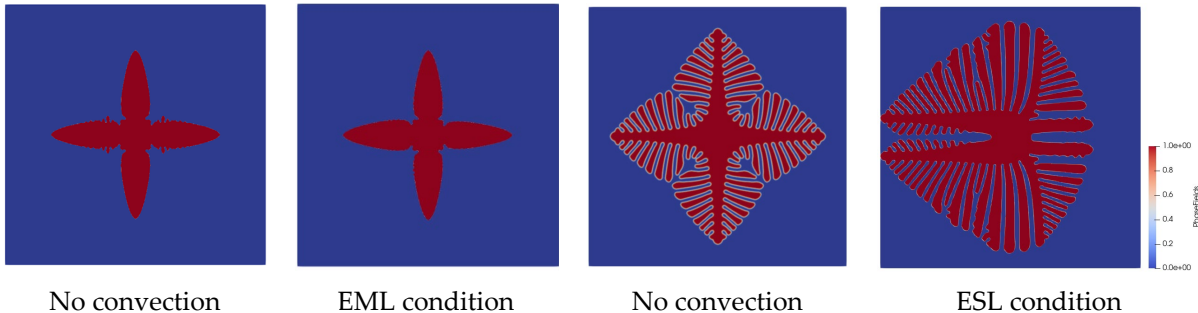 1.0e+00
0.8
0.6
0.4
0.2
0.0e+00
PhaseFields
No convection EML condition No convection ESL condition